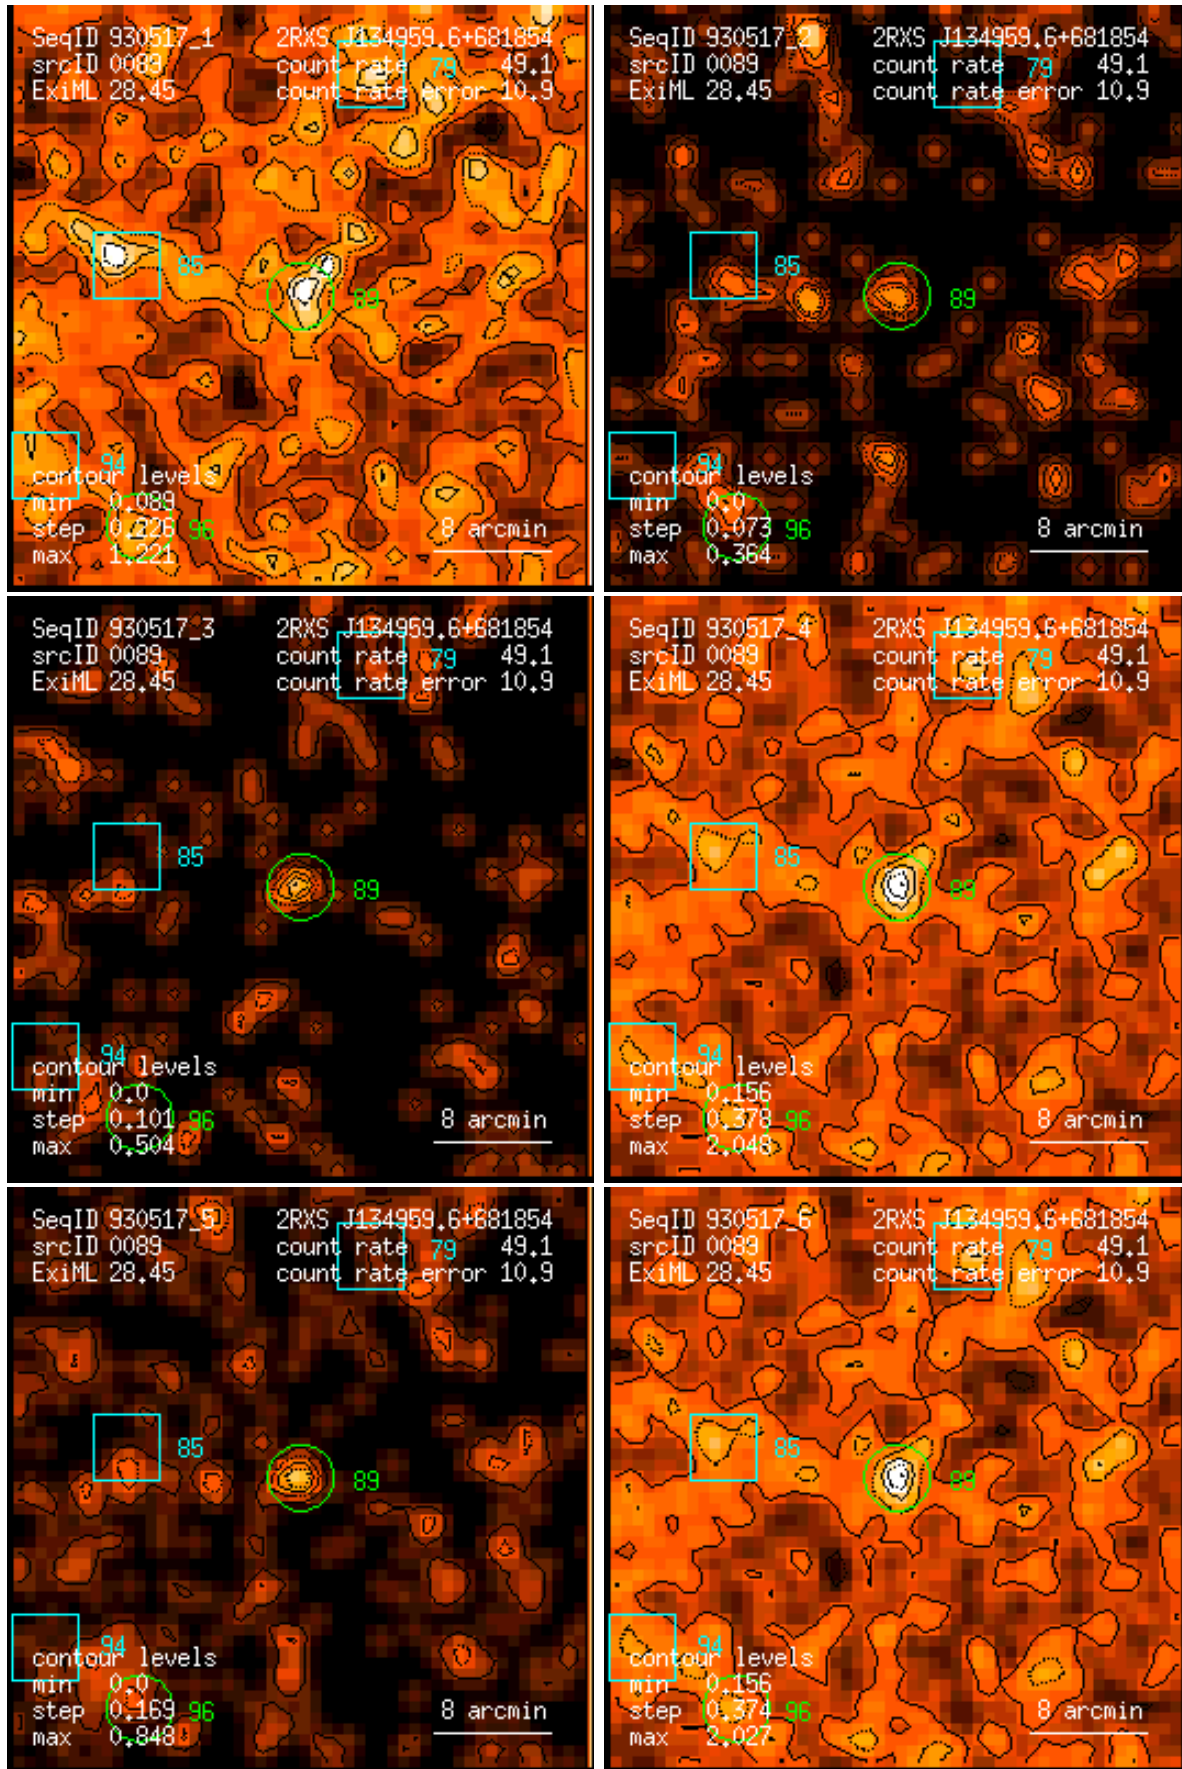 SeqID 930517_1 2RXS J134959.6+681854
srcID 0089 count rate 79 49.1
ExiML 28.45 count rate error 10.9
85
89
94
contour levels
min 0.089
step 0.226 96 8 arcmin
max 1.221
SeqID 930517_2 2RXS J134959.6+681854
srcID 0089 count rate 79 49.1
ExiML 28.45 count rate error 10.9
85
89
94
contour levels
min 0.0
step 0.073 96 8 arcmin
max 0.364
SeqID 930517_3 2RXS J134959.6+681854
srcID 0089 count rate 79 49.1
ExiML 28.45 count rate error 10.9
85
89
94
contour levels
min 0.0
step 0.101 96 8 arcmin
max 0.504
SeqID 930517_4 2RXS J134959.6+681854
srcID 0089 count rate 79 49.1
ExiML 28.45 count rate error 10.9
85
89
94
contour levels
min 0.156
step 0.378 96 8 arcmin
max 2.048
SeqID 930517_5 2RXS J134959.6+681854
srcID 0089 count rate 79 49.1
ExiML 28.45 count rate error 10.9
85
89
94
contour levels
min 0.0
step 0.169 96 8 arcmin
max 0.848
SeqID 930517_6 2RXS J134959.6+681854
srcID 0089 count rate 79 49.1
ExiML 28.45 count rate error 10.9
85
89
94
contour levels
min 0.156
step 0.374 96 8 arcmin
max 2.027